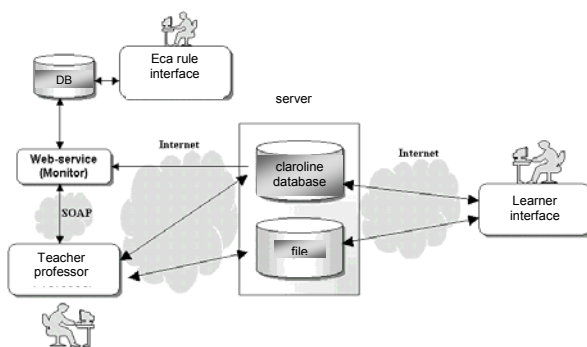 Eca rule
interface
DB
server
Internet
Internet
Web-service
(Monitor)
claroline
database
SOAP
Learner
interface
Teacher
professor
file